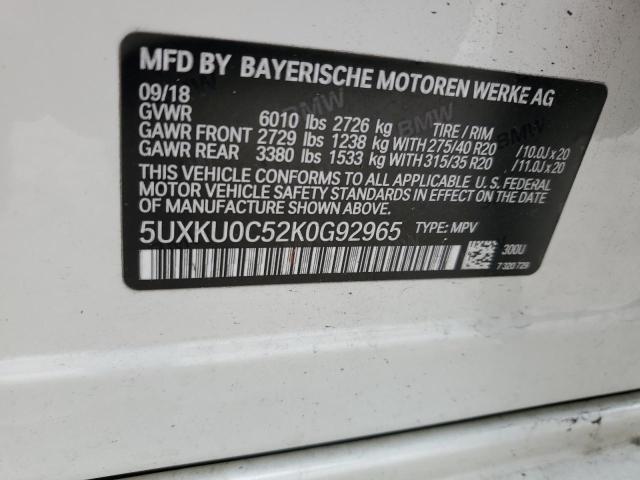 MFD BY BAYERISCHE MOTOREN WERKE AG
09/18
GVWR 6010 lbs 2726 kg TIRE / RIM
GAWR FRONT 2729 lbs 1238 kg WITH 275/40 R20 /10.0J x 20
GAWR REAR 3380 lbs 1533 kg WITH 315/35 R20 /11.0J x 20
THIS VEHICLE CONFORMS TO ALL APPLICABLE U. S. FEDERAL
MOTOR VEHICLE SAFETY STANDARDS IN EFFECT ON THE
DATE OF MANUFACTURE SHOWN ABOVE.
5UXKU0C52K0G92965 TYPE: MPV
300U
7 320 729
BMW
BMW
BMW